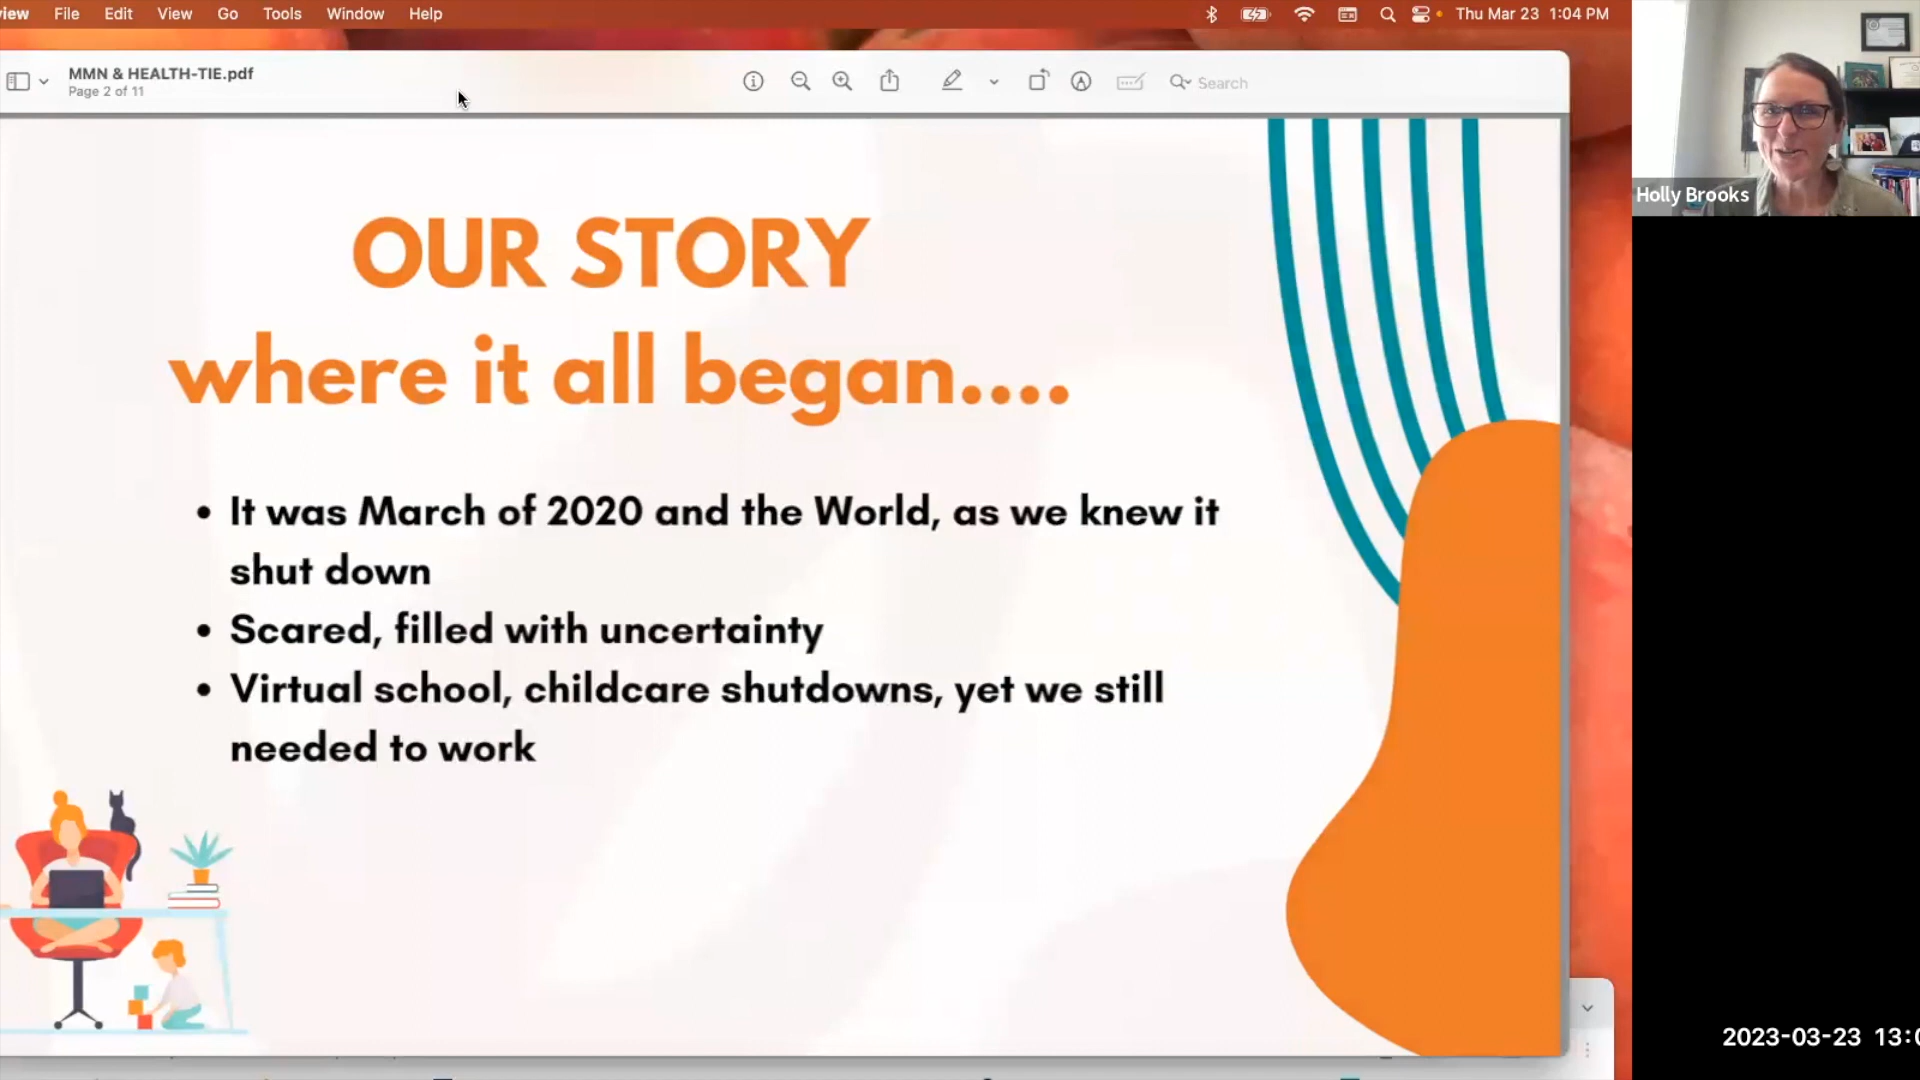 view File Edit View Go Tools Window Help Thu Mar 23 1:04 PM
MMN & HEALTH-TIE.pdf
Page 2 of 11
Search
Holly Brooks
OUR STORY
where it all began....
• It was March of 2020 and the World, as we knew it
shut down
• Scared, filled with uncertainty
• Virtual school, childcare shutdowns, yet we still
needed to work
2023-03-23 13:0